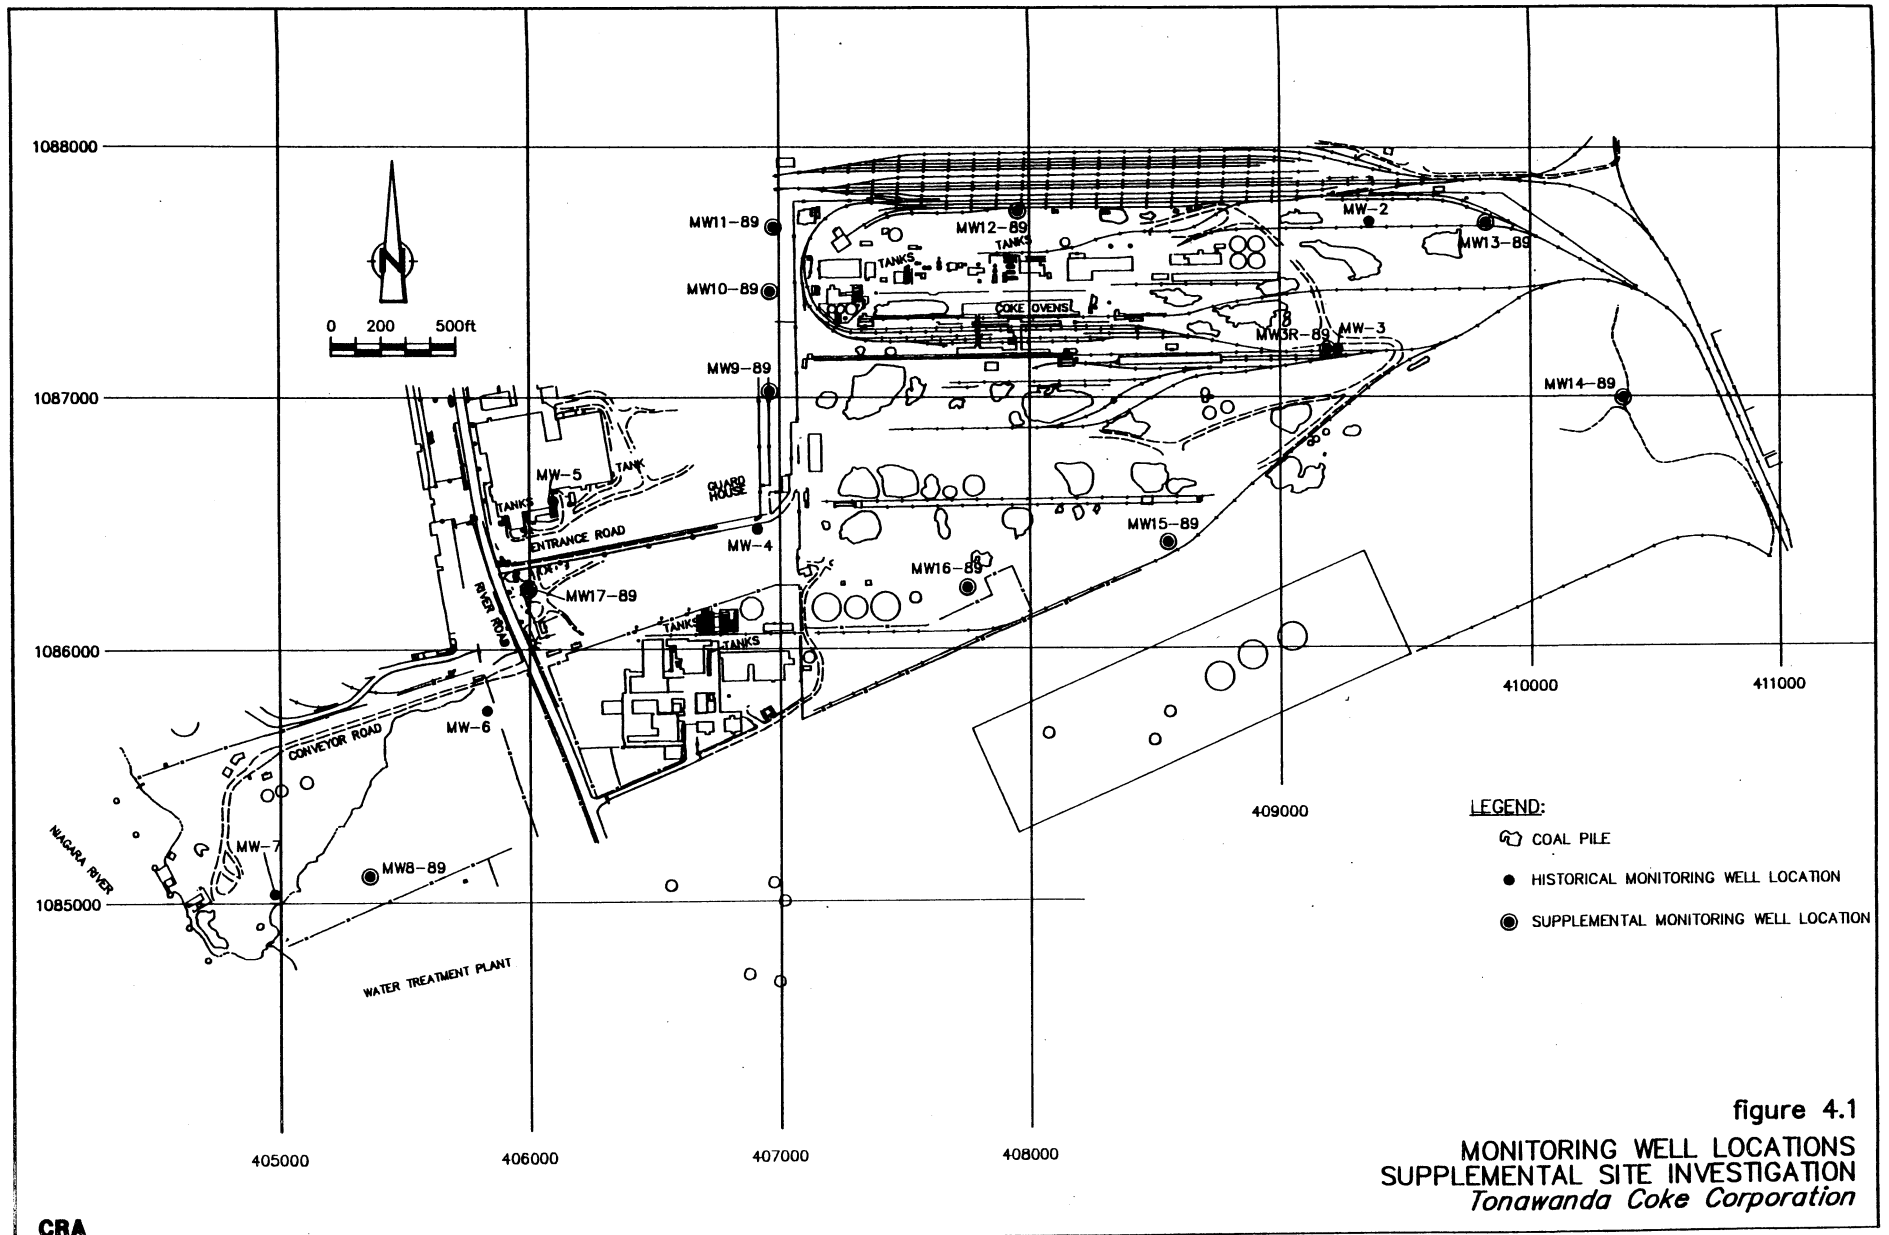 1088000
MW-2
MW11-89
MW12-89
TANKS
MW13-89
TANKS
MW10-89
COKE OVENS
0 200 500ft
MW3R-89
MW-3
MW9-89
MW14-89
1087000
TANK
MW-5
GUARD
HOUSE
TANKS
MW15-89
ENTRANCE ROAD
MW-4
MW16-89
RIVER ROAD
MW17-89
TANKS
TANKS
1086000
410000
411000
MW-6
CONVEYOR ROAD
409000
LEGEND:
COAL PILE
NIAGARA RIVER
MW-7
MW8-89
HISTORICAL MONITORING WELL LOCATION
1085000
SUPPLEMENTAL MONITORING WELL LOCATION
WATER TREATMENT PLANT
figure 4.1
405000
406000
407000
408000
MONITORING WELL LOCATIONS
SUPPLEMENTAL SITE INVESTIGATION
Tonawanda Coke Corporation
CRA
N